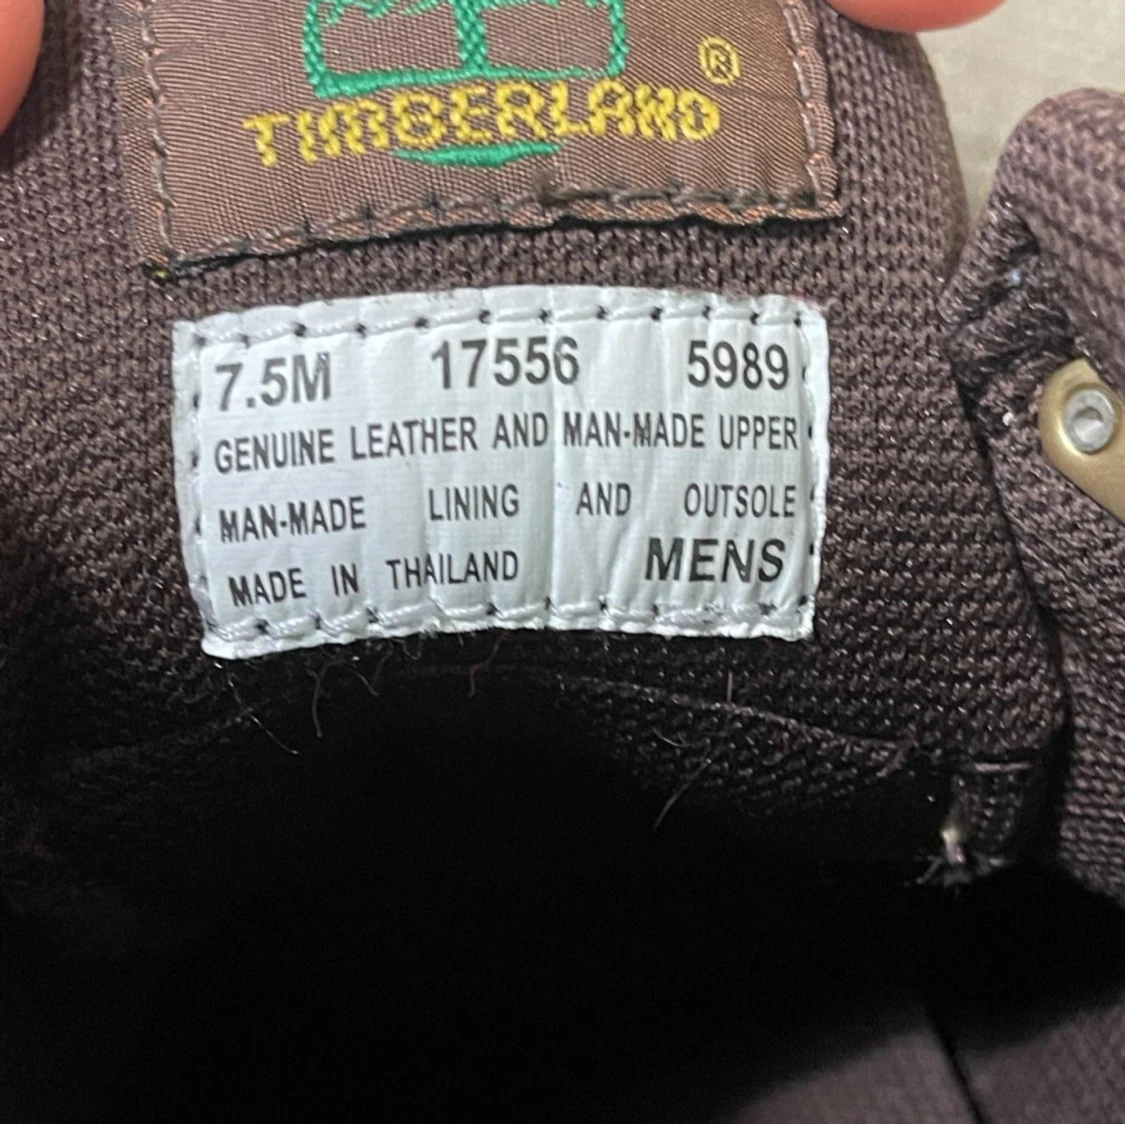 TIMBERLAND®
7.5M 17556 5989
GENUINE LEATHER AND MAN-MADE UPPER
MAN-MADE LINING AND OUTSOLE
MADE IN THAILAND MENS